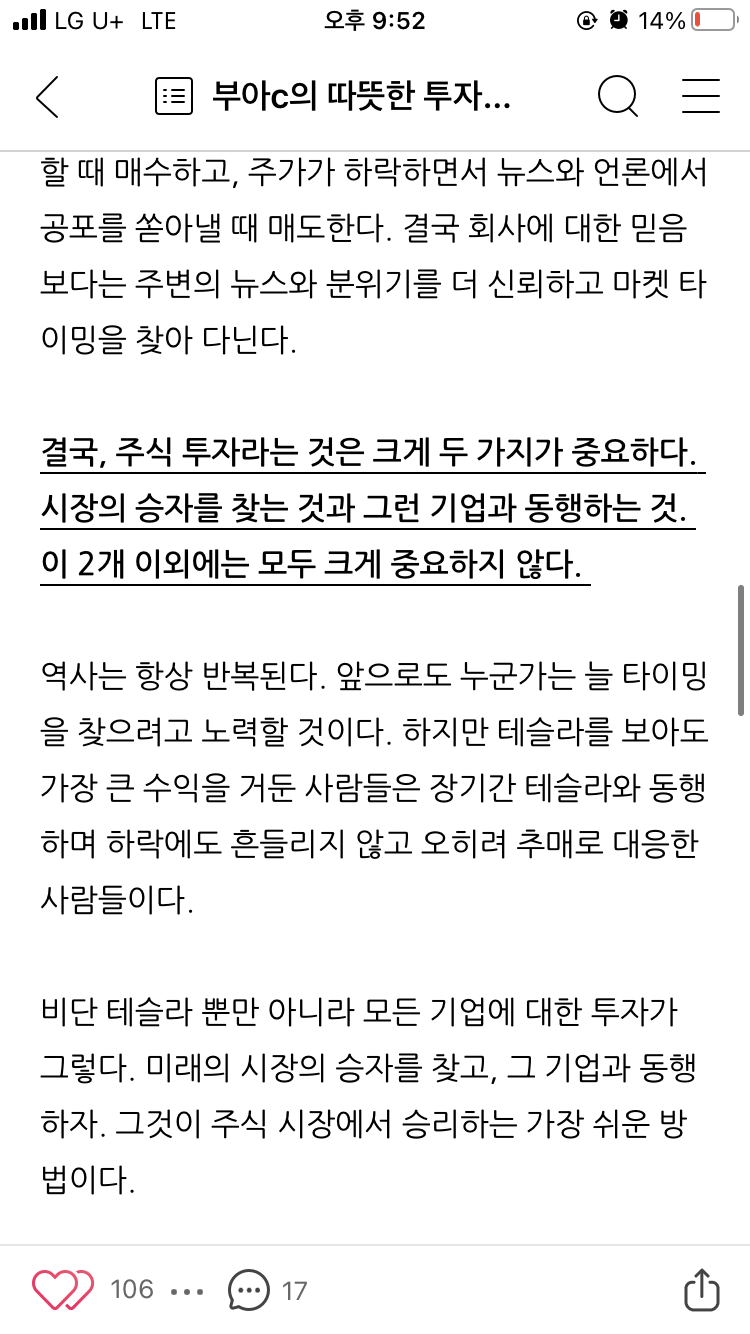 LG U+ LTE 오후 9:52 14%
부아c의 따뜻한 투자...
할 때 매수하고, 주가가 하락하면서 뉴스와 언론에서
공포를 쏟아낼 때 매도한다. 결국 회사에 대한 믿음
보다는 주변의 뉴스와 분위기를 더 신뢰하고 마켓 타
이밍을 찾아 다닌다.
결국, 주식 투자라는 것은 크게 두 가지가 중요하다.
시장의 승자를 찾는 것과 그런 기업과 동행하는 것.
이 2개 이외에는 모두 크게 중요하지 않다.
역사는 항상 반복된다. 앞으로도 누군가는 늘 타이밍
을 찾으려고 노력할 것이다. 하지만 테슬라를 보아도
가장 큰 수익을 거둔 사람들은 장기간 테슬라와 동행
하며 하락에도 흔들리지 않고 오히려 추매로 대응한
사람들이다.
비단 테슬라 뿐만 아니라 모든 기업에 대한 투자가
그렇다. 미래의 시장의 승자를 찾고, 그 기업과 동행
하자. 그것이 주식 시장에서 승리하는 가장 쉬운 방
법이다.
106 17